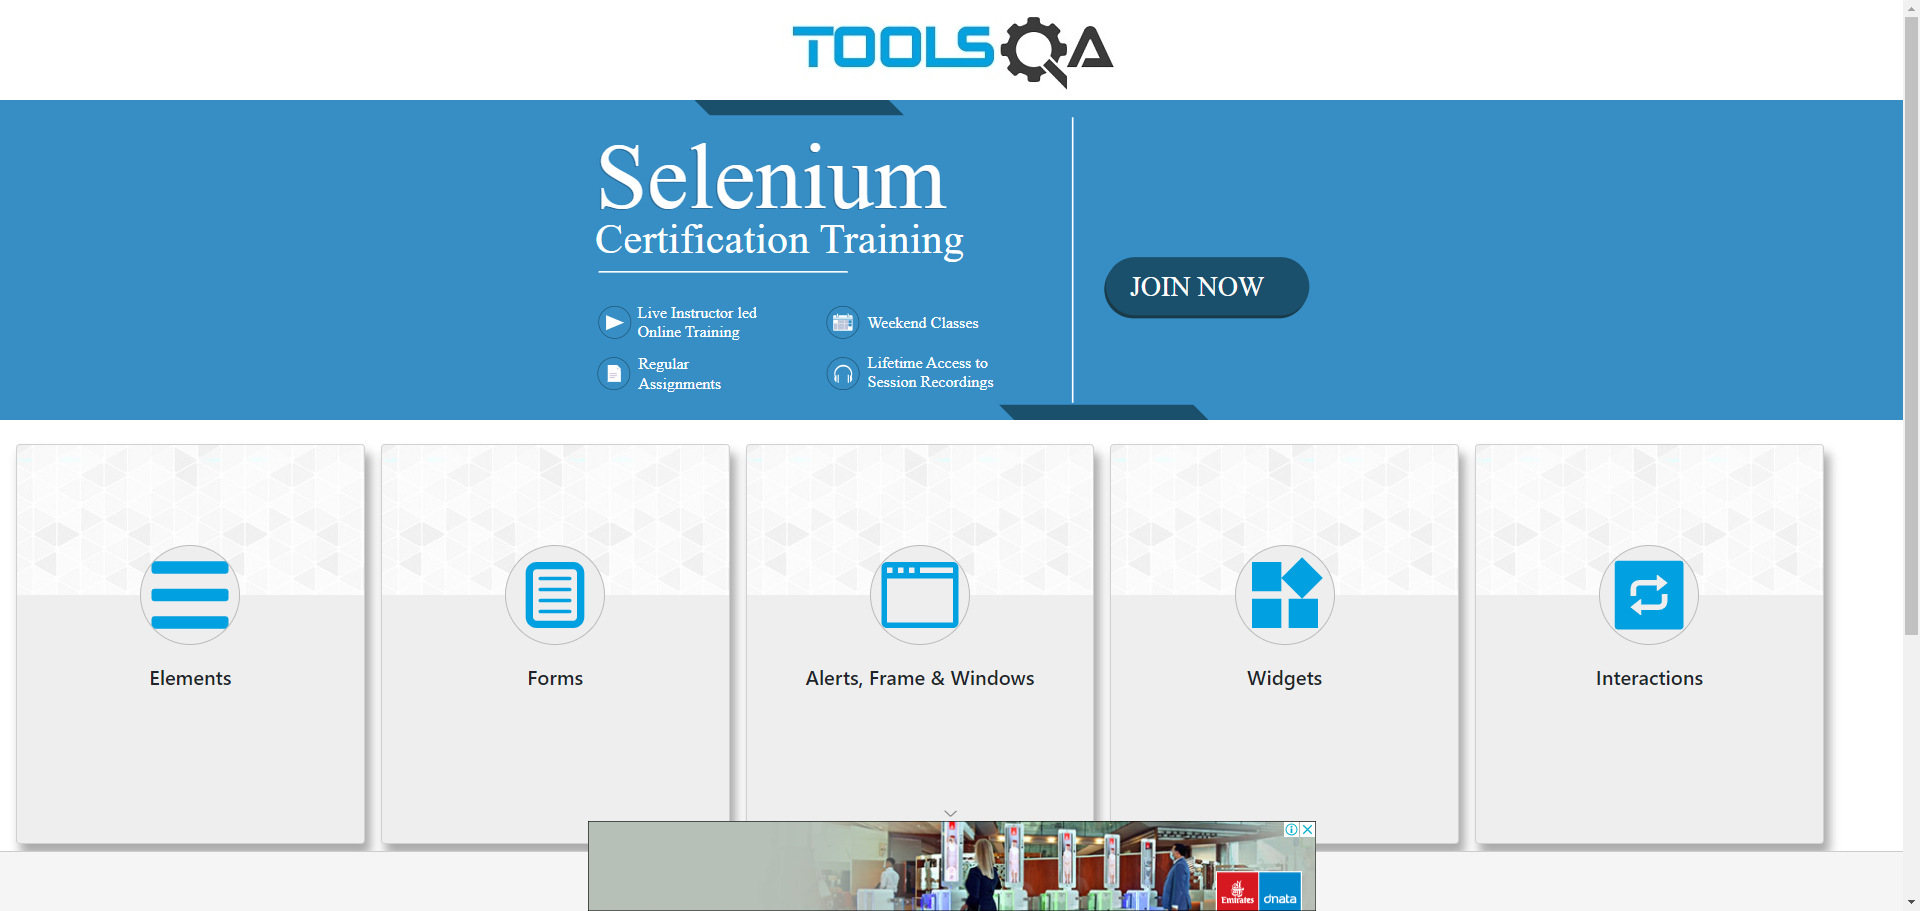 TOOLSQA
Selenium
Certification Training
JOIN NOW
Live Instructor led
Online Training
Weekend Classes
Regular
Assignments
Lifetime Access to
Session Recordings
Elements
Forms
Alerts, Frame & Windows
Widgets
Interactions
Emirates
dnata